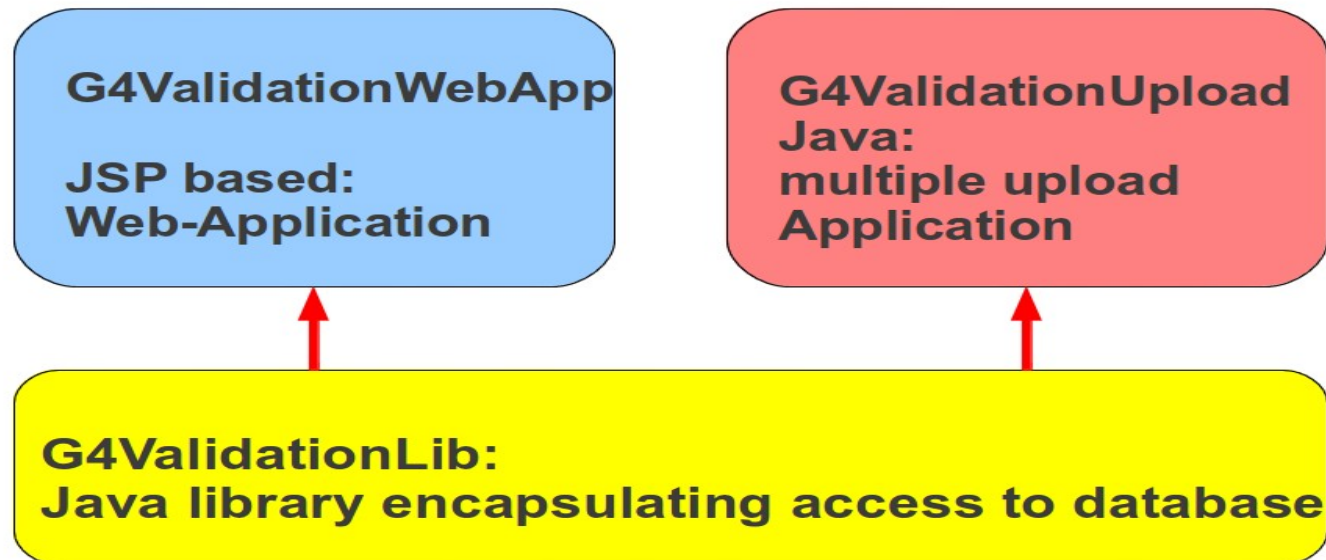 G4ValidationWebApp
JSP based:
Web-Application
G4ValidationUpload
Java:
multiple upload
Application
G4ValidationLib:
Java library encapsulating access to database